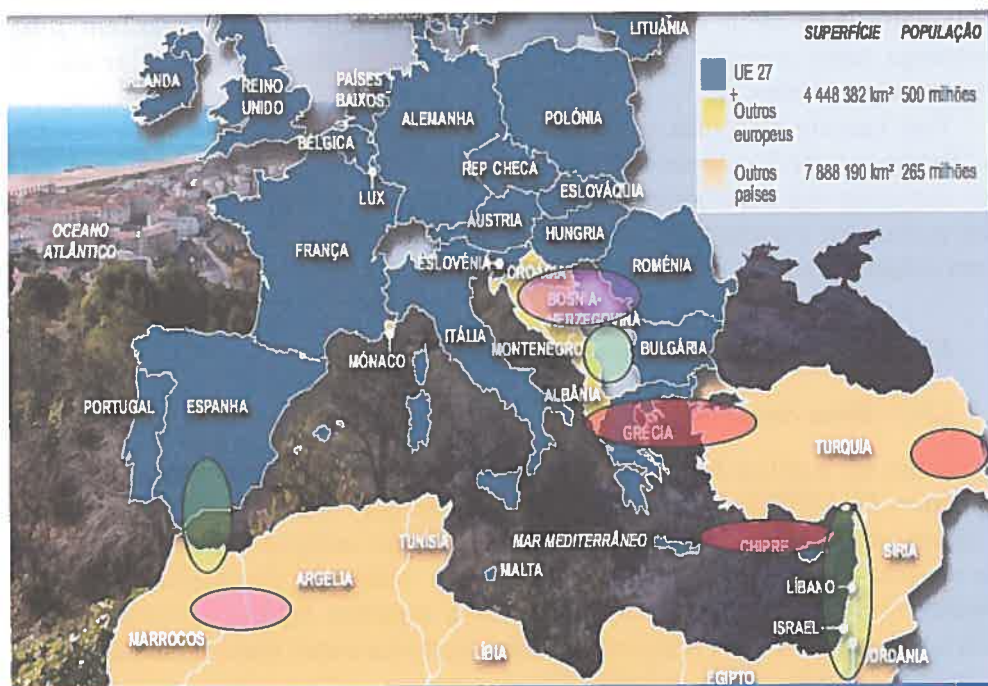 LITUÂNIA
SUPERFÍCIE POPULAÇÃO
UE 27
+
Outros
europeus
4 448 382 km² 500 milhões
Outros
países
7 888 190 km² 265 milhões
REINO
UNIDO
PAÍSES
BAIXOS
ALEMANHA
POLÓNIA
BÉLGICA
REP CHECA
LUX
ESLOVÁQUIA
ÁUSTRIA
HUNGRIA
OCEANO
ATLÂNTICO
FRANÇA
ESLOVÉNIA
CROÁCIA
ROMÉNIA
BOSNIA-
HERZEGOVINA
ITÁLIA
MÓNACO
MONTENEGRO
BULGÁRIA
ALBÂNIA
PORTUGAL
ESPANHA
GRÉCIA
TURQUIA
MAR MEDITERRÂNEO
CHIPRE
TUNÍSIA
SÍRIA
MALTA
ARGÉLIA
LÍBANO
MARROCOS
ISRAEL
LÍBIA
EGIPTO